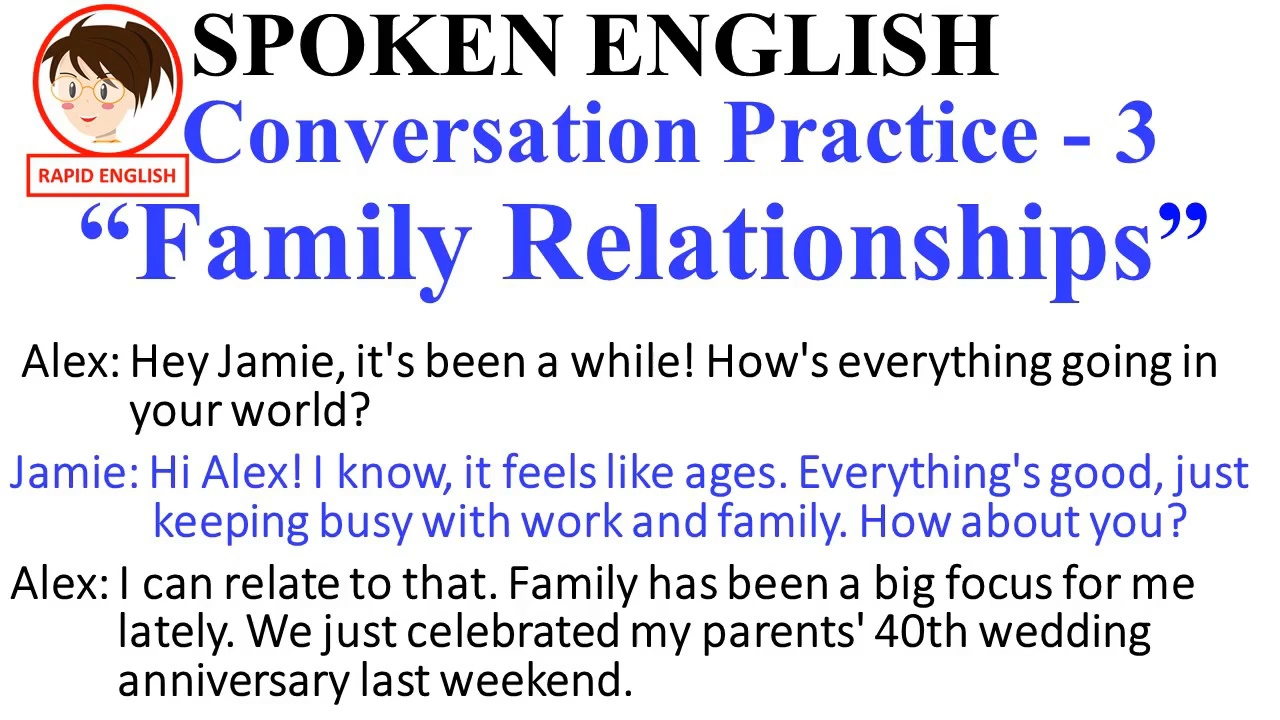 SPOKEN ENGLISH
Conversation Practice - 3
RAPID ENGLISH
“Family Relationships”
Alex: Hey Jamie, it's been a while! How's everything going in
your world?
Jamie: Hi Alex! I know, it feels like ages. Everything's good, just
keeping busy with work and family. How about you?
Alex: I can relate to that. Family has been a big focus for me
lately. We just celebrated my parents' 40th wedding
anniversary last weekend.